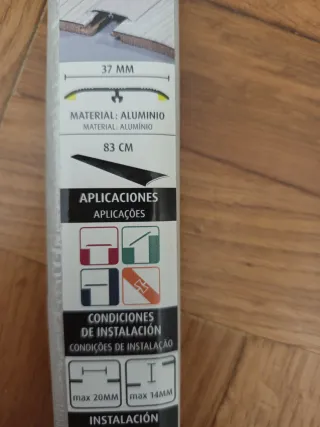 37 MM
MATERIAL: ALUMINIO
MATERIAL: ALUMÍNIO
83 CM
APLICACIONES
APLICAÇÕES
CONDICIONES
DE INSTALACIÓN
CONDIÇÕES DE INSTALAÇÃO
max 20MM max 14MM
INSTALACIÓN